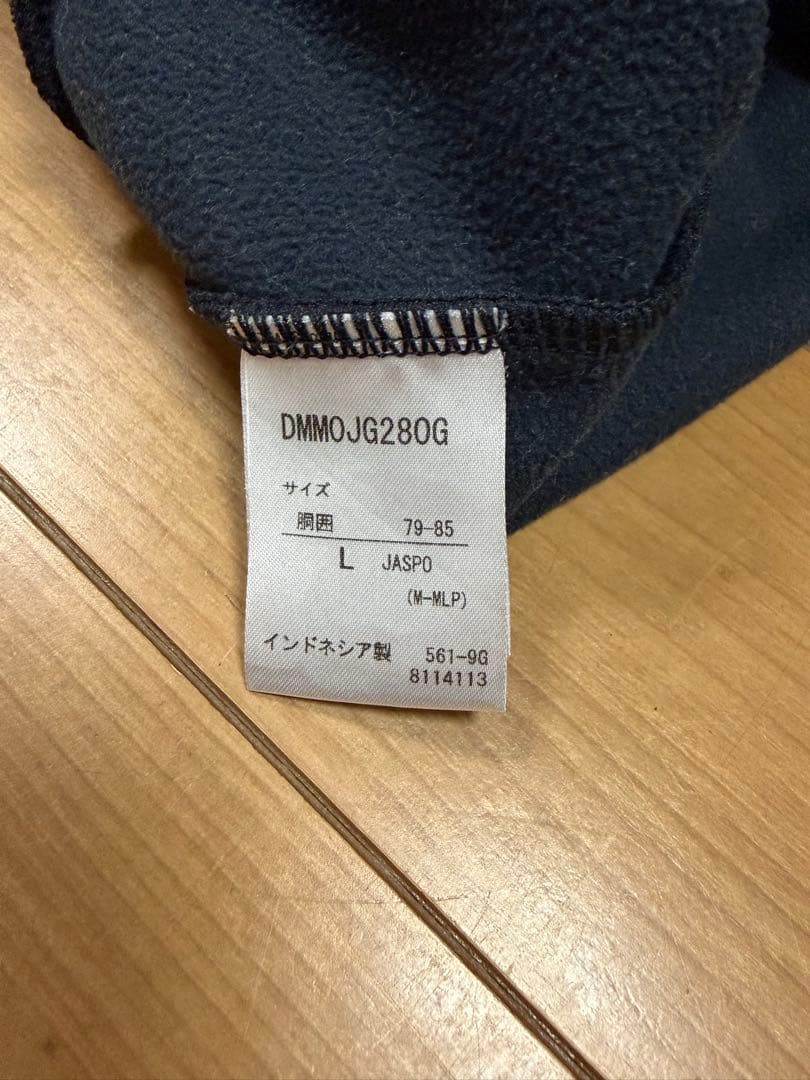 DMMOJG280G
サイズ
胴囲 79-85
L JASPO
(M-MLP)
インドネシア製 561-9G
8114113